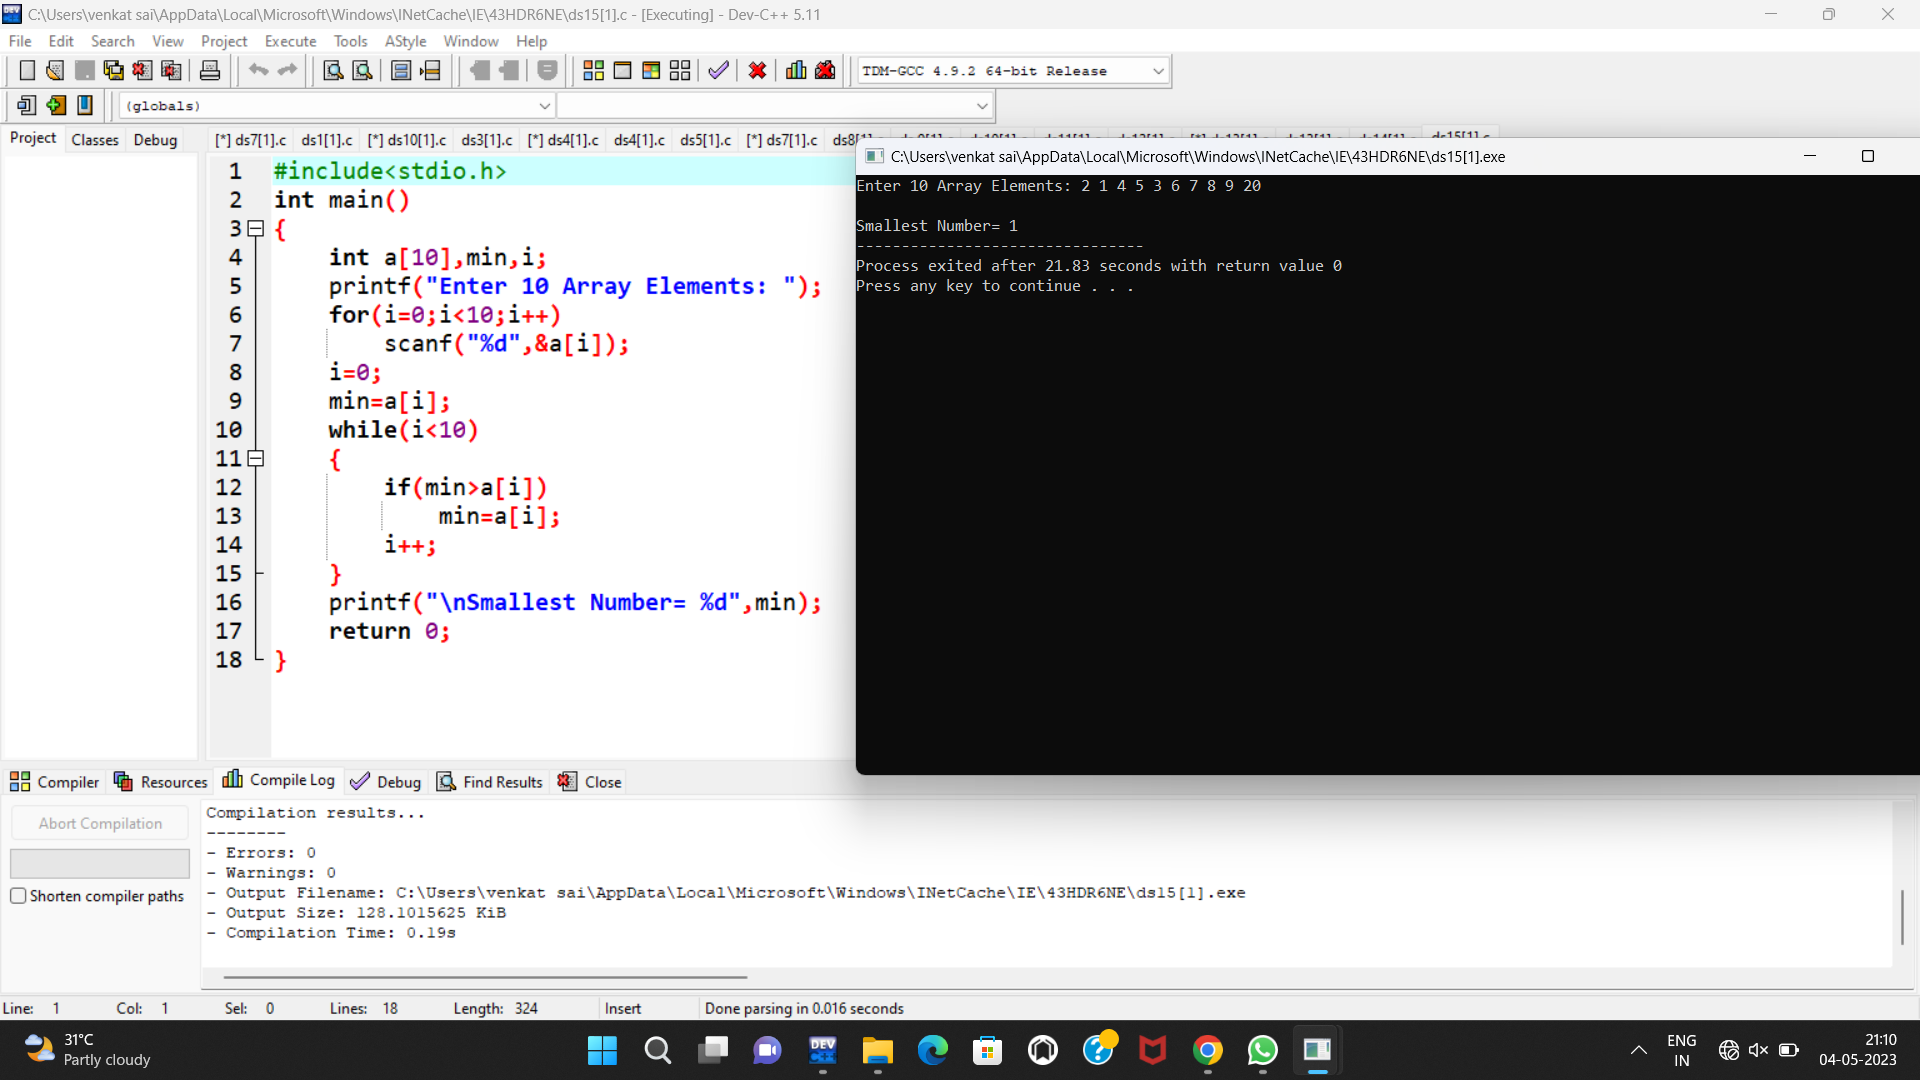 C:\Users\venkat sai\AppData\Local\Microsoft\Windows\INetCache\IE\43HDR6NE\ds15[1].c - [Executing] - Dev-C++ 5.11
File Edit Search View Project Execute Tools AStyle Window Help
TDM-GCC 4.9.2 64-bit Release
(globals)
Project Classes Debug
[*] ds7[1].c ds1[1].c [*] ds10[1].c ds3[1].c [*] ds4[1].c ds4[1].c ds5[1].c [*] ds7[1].c
1 #include<stdio.h>
2 int main()
3 {
4 int a[10],min,i;
5 printf("Enter 10 Array Elements: ");
6 for(i=0;i<10;i++)
7 scanf("%d",&a[i]);
8 i=0;
9 min=a[i];
10 while(i<10)
11 {
12 if(min>a[i])
13 min=a[i];
14 i++;
15 }
16 printf("\nSmallest Number= %d",min);
17 return 0;
18 }
C:\Users\venkat sai\AppData\Local\Microsoft\Windows\INetCache\IE\43HDR6NE\ds15[1].exe
Enter 10 Array Elements: 2 1 4 5 3 6 7 8 9 20
Smallest Number= 1
--------------------------------
Process exited after 21.83 seconds with return value 0
Press any key to continue . . .
Compiler Resources Compile Log Debug Find Results Close
Abort Compilation
Shorten compiler paths
Compilation results...
--------
- Errors: 0
- Warnings: 0
- Output Filename: C:\Users\venkat sai\AppData\Local\Microsoft\Windows\INetCache\IE\43HDR6NE\ds15[1].exe
- Output Size: 128.1015625 KiB
- Compilation Time: 0.19s
Line: 1 Col: 1 Sel: 0 Lines: 18 Length: 324 Insert Done parsing in 0.016 seconds
31°C
Partly cloudy
DEV
C++
ENG
IN
21:10
04-05-2023